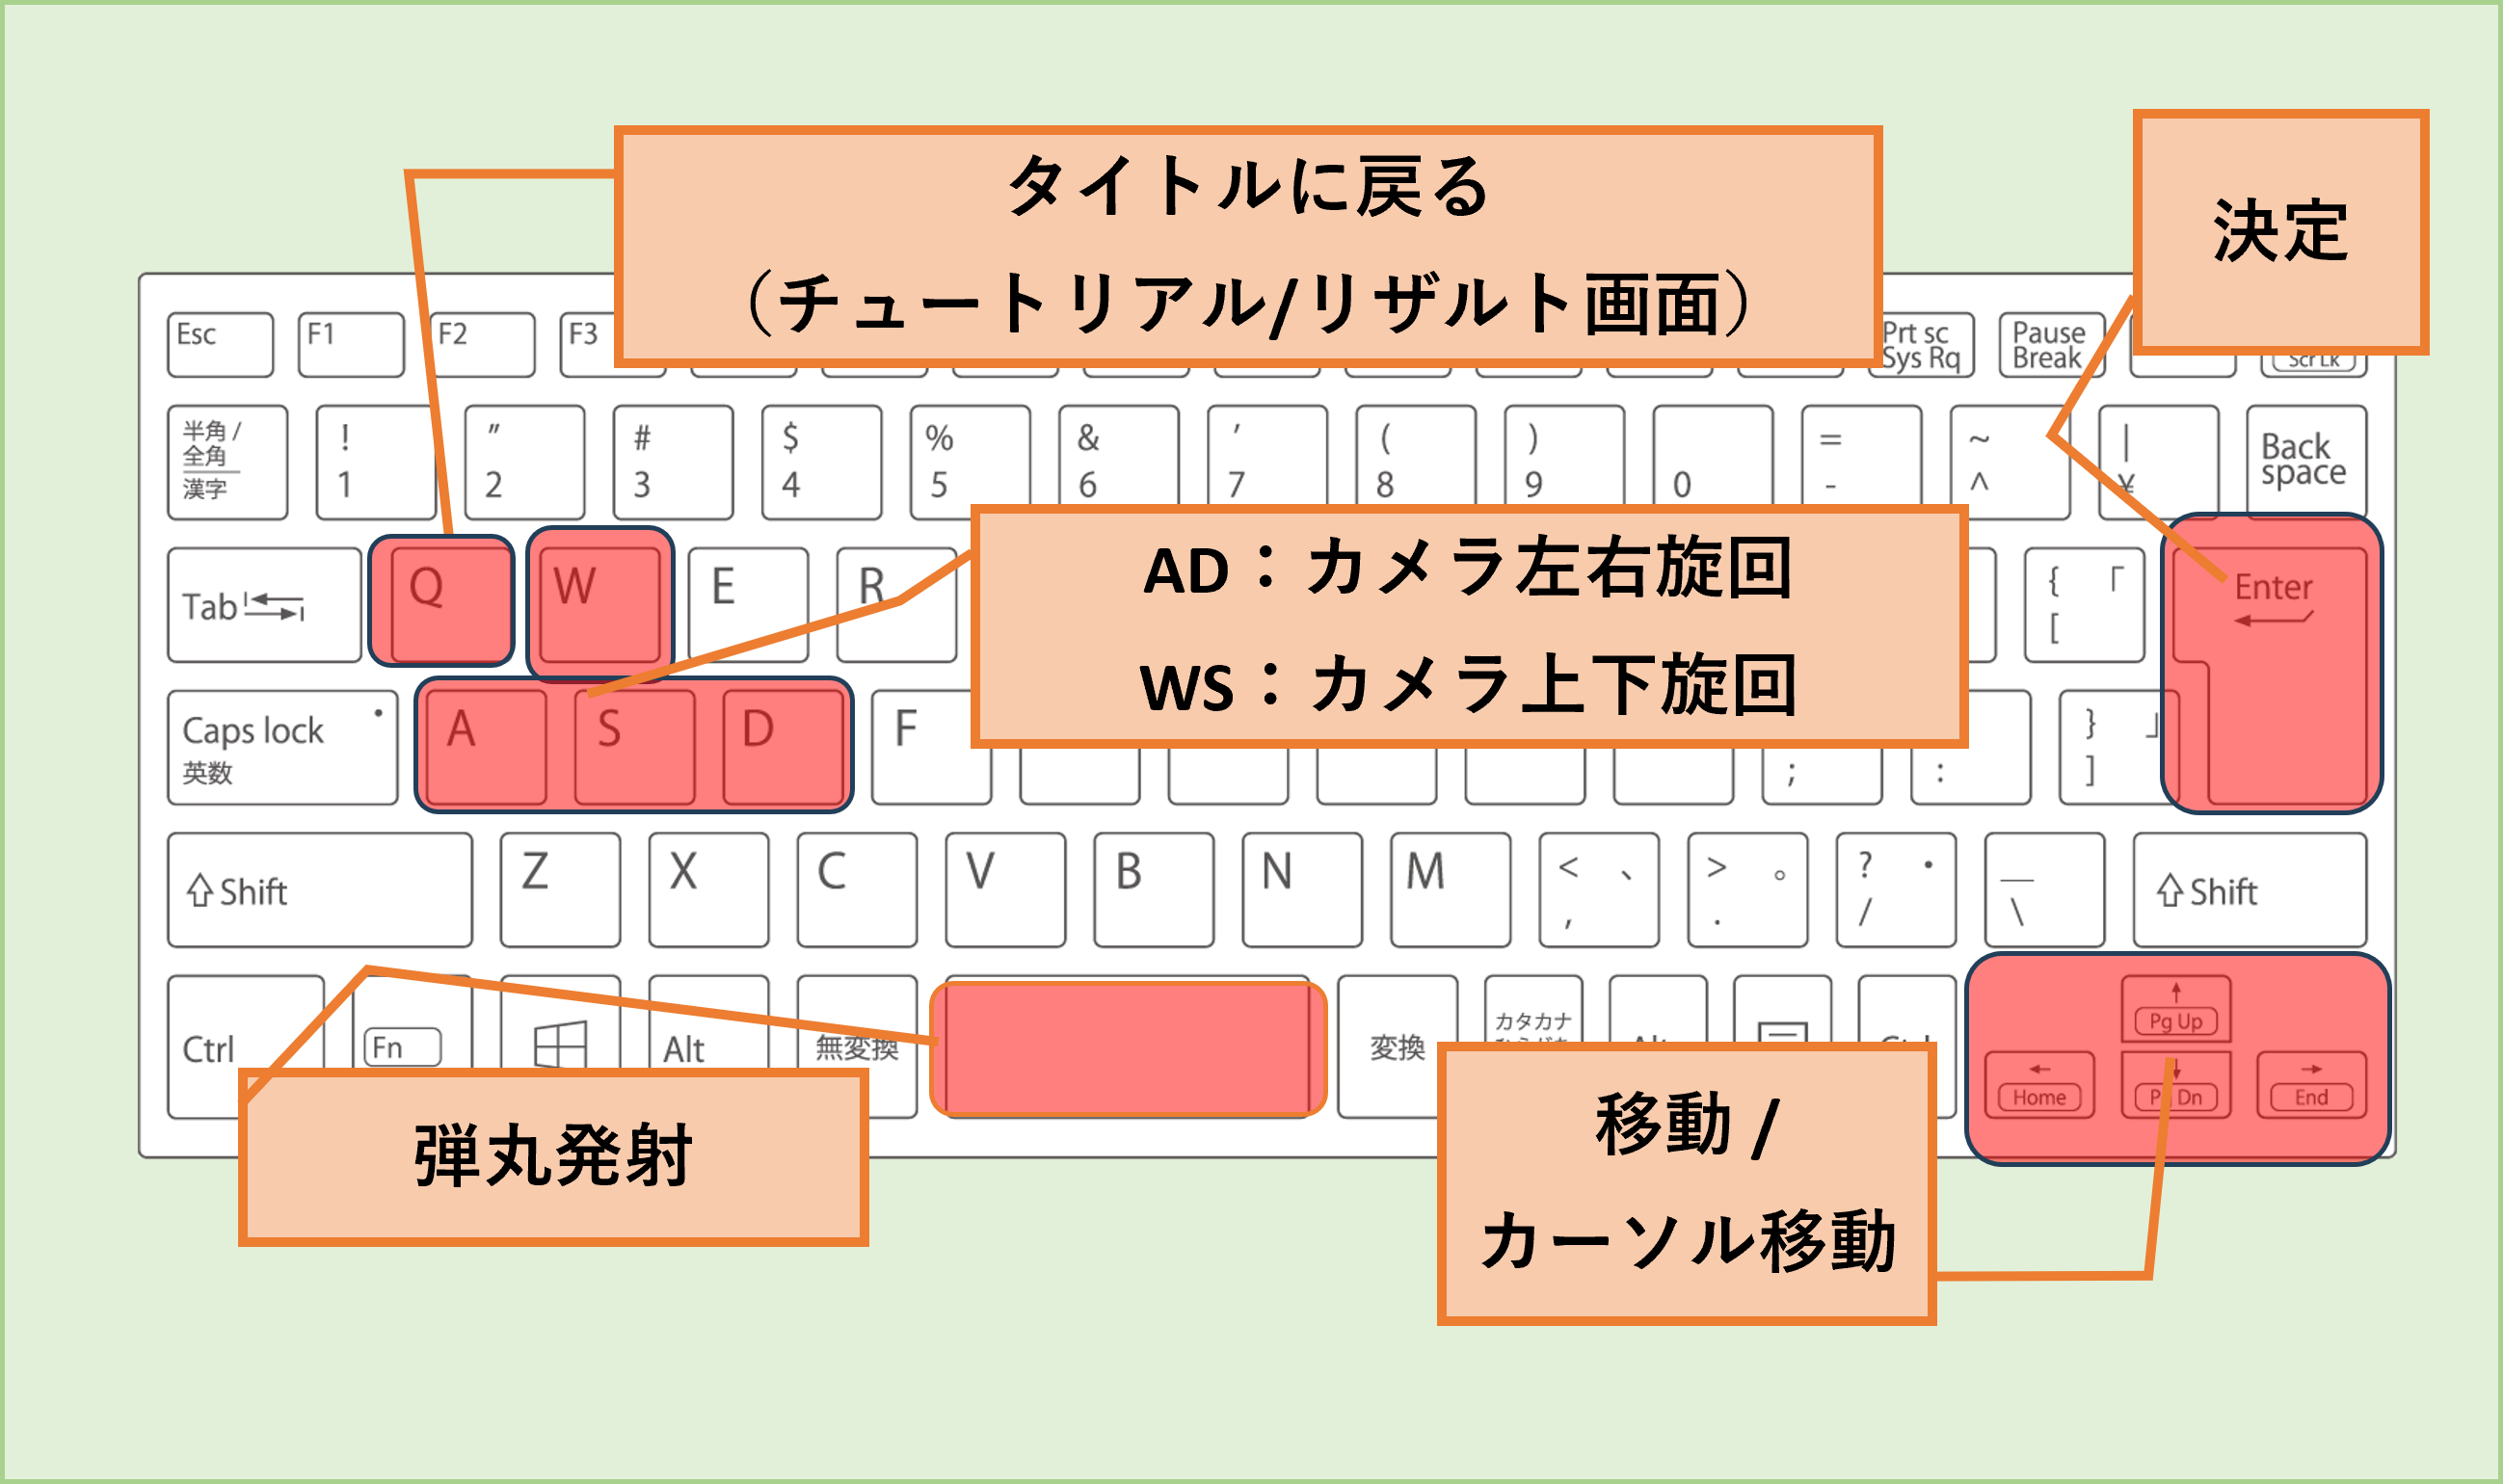 タイトルに戻る
（チュートリアル/リザルト画面）
決定
Esc
F1
F2
F3
Prt sc
Sys Rq
Pause
Break
Scr Lk
半角 /
全角
漢字
!
1
”
2
#
3
$
4
%
5
&
6
’
7
(
8
)
9
0
=
-
~
^
|
¥
Back
space
Tab
Q
W
E
R
AD：カメラ左右旋回
WS：カメラ上下旋回
{ 「
[
Enter
Caps lock
英数
A
S
D
F
;
:
} 」
]
Shift
Z
X
C
V
B
N
M
< 、
,
> 。
.
? ・
/
_
\
Shift
Ctrl
Fn
Alt
無変換
変換
カタカナ
Pg Up
Home
Pg Dn
End
弾丸発射
移動 /
カーソル移動